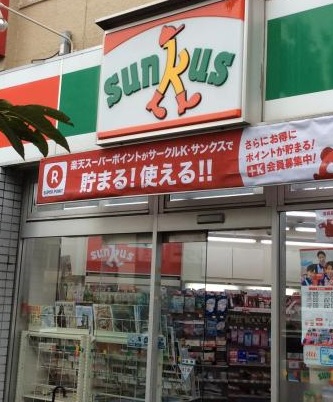 sunkus
楽天スーパーポイントがサークルK・サンクスで
貯まる!使える!!
R
SUPER POINT
さらにお得に
ポイントが貯まる!
+K会員募集中!
sunkus